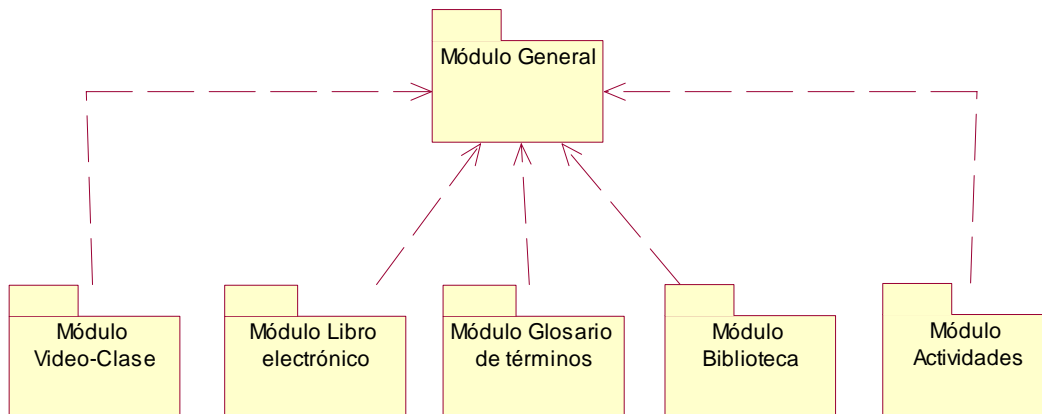 Módulo General
Módulo
Video-Clase
Módulo Libro
electrónico
Módulo Glosario
de términos
Módulo
Biblioteca
Módulo
Actividades